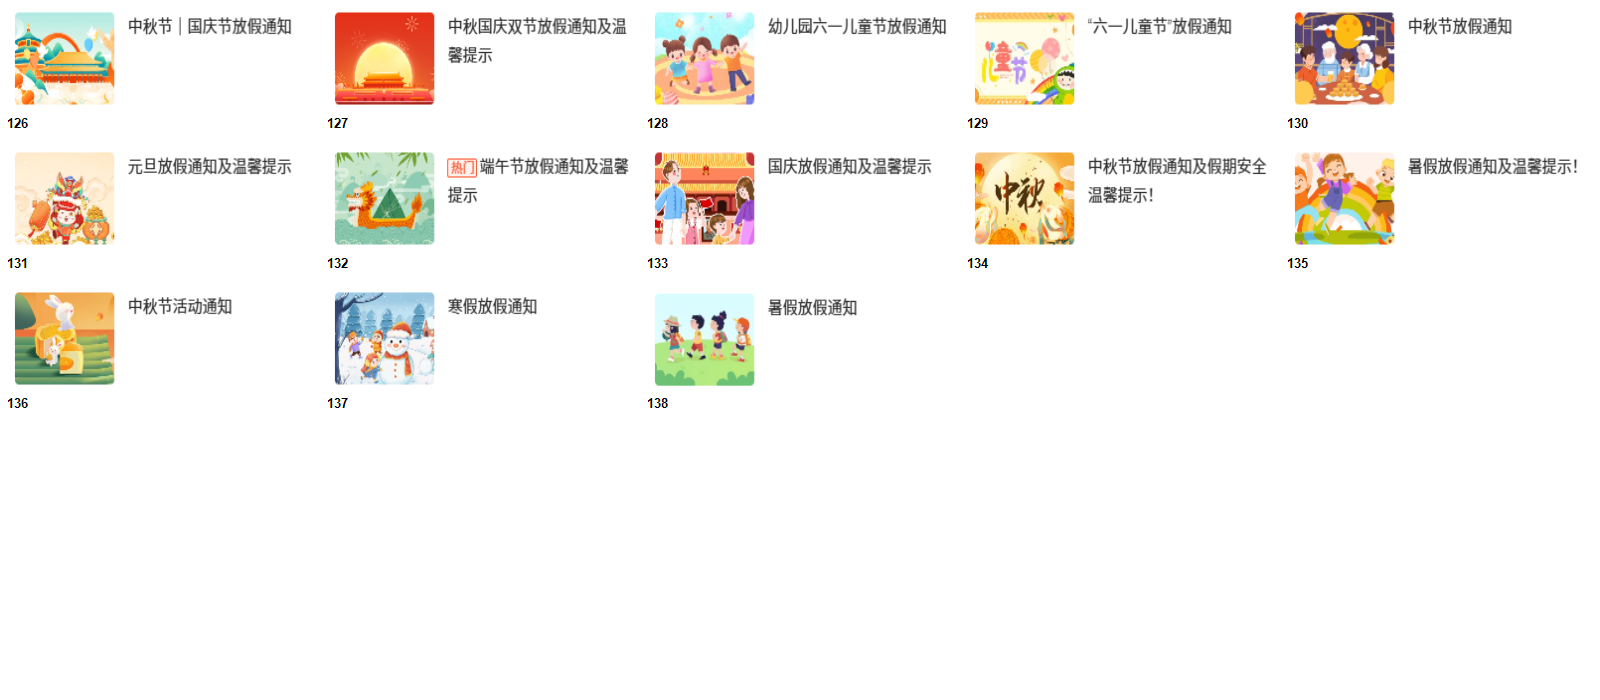 中秋节｜国庆节放假通知
126
中秋国庆双节放假通知及温
馨提示
127
幼儿园六一儿童节放假通知
128
儿童节
“六一儿童节”放假通知
129
中秋节放假通知
130
元旦放假通知及温馨提示
131
热门 端午节放假通知及温馨
提示
132
国庆放假通知及温馨提示
133
中秋
中秋节放假通知及假期安全
温馨提示！
134
暑假放假通知及温馨提示！
135
中秋节活动通知
136
寒假放假通知
137
暑假放假通知
138